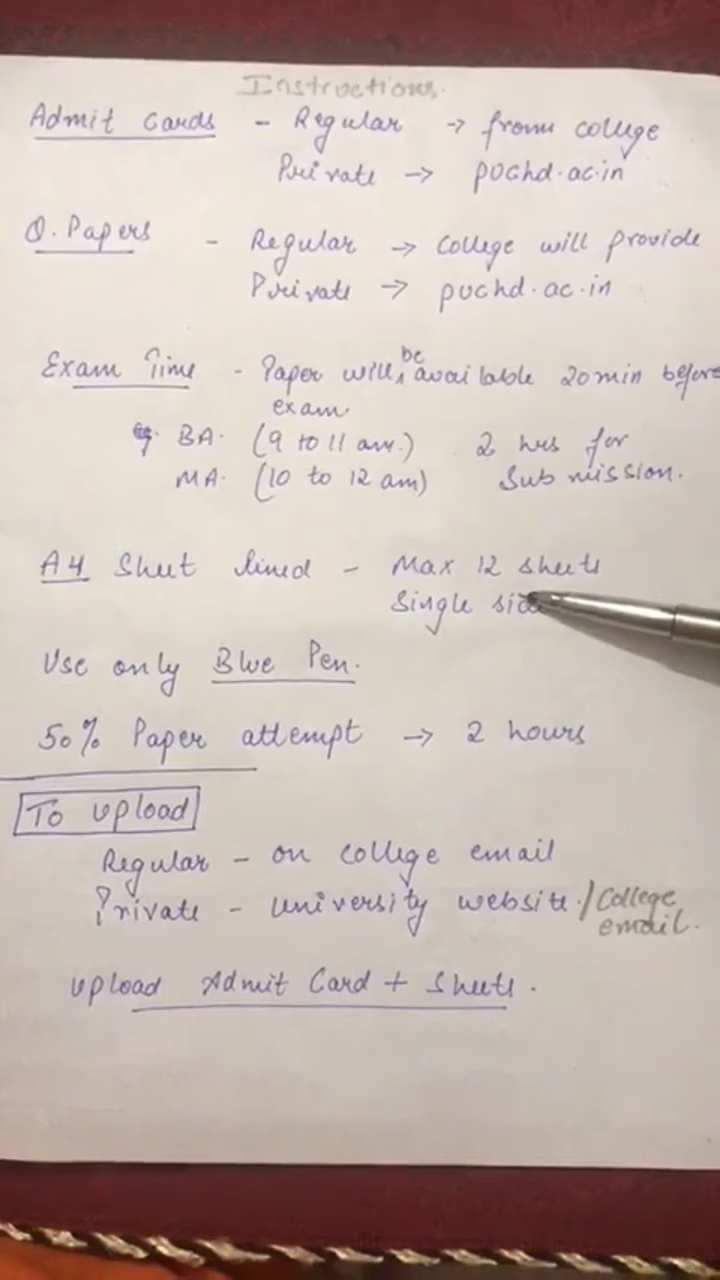 Instructions.
Admit Cards - Regular → from college
Private → puchd.ac.in
Q. Papers - Regular → College will provide
Private → puchd.ac.in
Exam Time - Paper will be available 20 min before
exam.
eg. BA. (9 to 11 am.) 2 hrs for
MA. (10 to 12 am) Submission.
A4 Sheet lined - Max 12 sheets
Single
Use only Blue Pen.
50% Paper attempt → 2 hours
To upload
Regular - on college email
Private - university website. / College
email.
Upload Admit Card + Sheets.